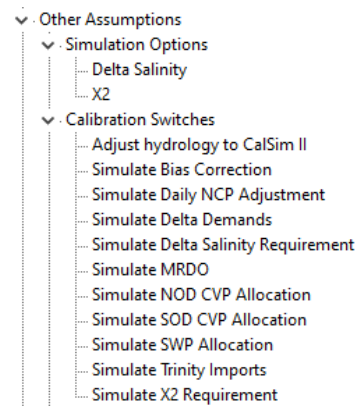 Other Assumptions
Simulation Options
Delta Salinity
X2
Calibration Switches
Adjust hydrology to CalSim II
Simulate Bias Correction
Simulate Daily NCP Adjustment
Simulate Delta Demands
Simulate Delta Salinity Requirement
Simulate MRDO
Simulate NOD CVP Allocation
Simulate SOD CVP Allocation
Simulate SWP Allocation
Simulate Trinity Imports
Simulate X2 Requirement